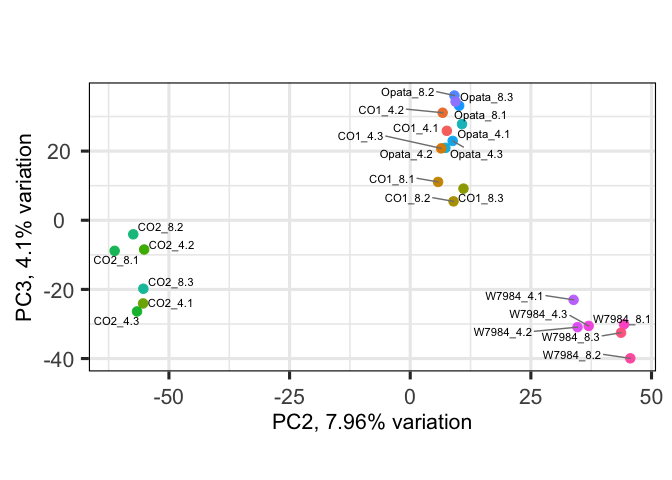 Opata_8.2
Opata_8.3
CO1_4.2
Opata_8.1
CO1_4.1
Opata_4.1
CO1_4.3
Opata_4.2
Opata_4.3
CO1_8.1
CO1_8.2
CO1_8.3
CO2_8.2
CO2_4.2
CO2_8.1
CO2_8.3
CO2_4.1
CO2_4.3
W7984_4.1
W7984_4.3
W7984_8.1
W7984_4.2
W7984_8.3
W7984_8.2
20
0
-20
-40
PC3, 4.1% variation
-50
-25
0
25
50
PC2, 7.96% variation